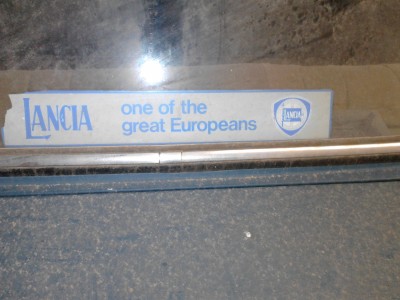 LANCIA
one of the
great Europeans
LANCIA